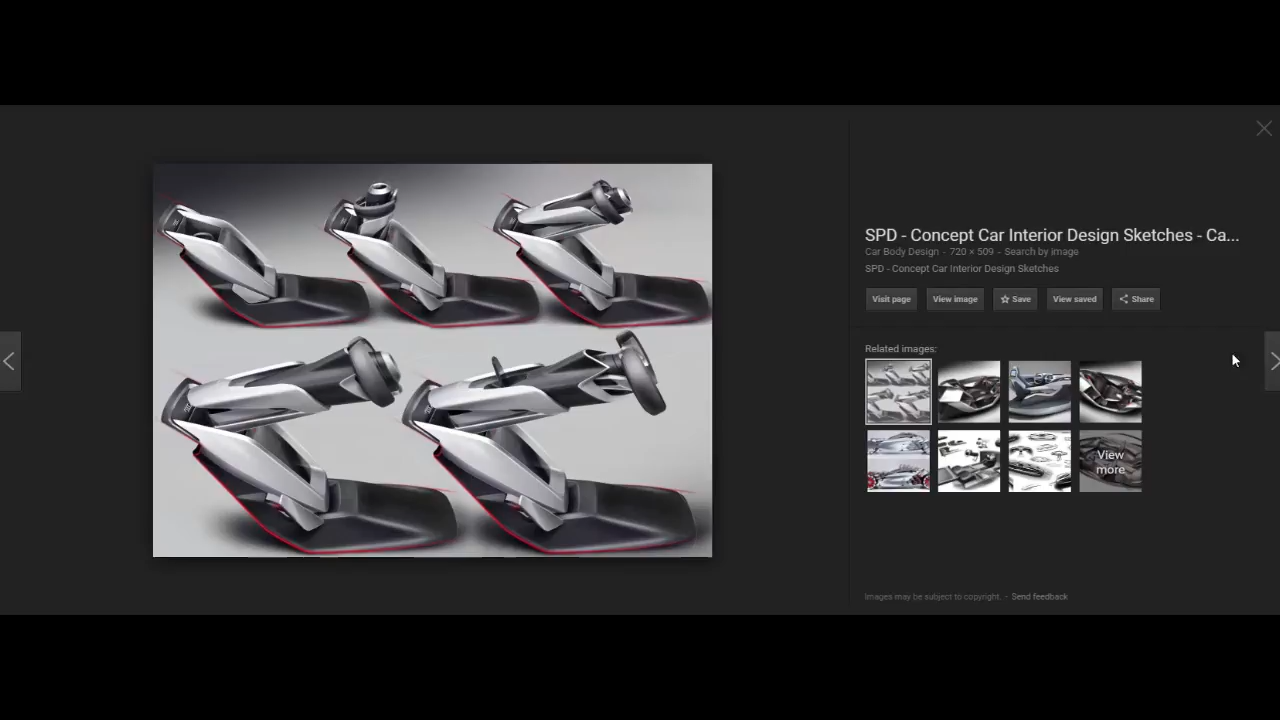 SPD - Concept Car Interior Design Sketches - Ca...
Car Body Design - 720 × 509 - Search by image
SPD - Concept Car Interior Design Sketches
Visit page
View image
Save
View saved
Share
Related images:
View more
Images may be subject to copyright. - Send feedback